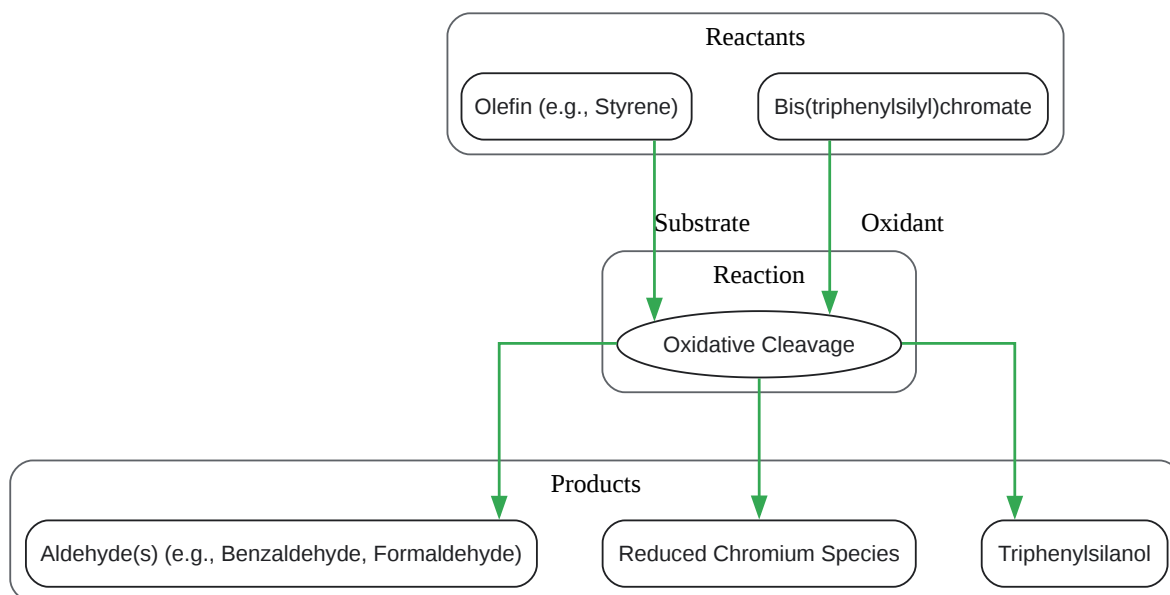 Reactants
Olefin (e.g., Styrene)
Bis(triphenylsilyl)chromate
Substrate
Oxidant
Reaction
Oxidative Cleavage
Products
Aldehyde(s) (e.g., Benzaldehyde, Formaldehyde)
Reduced Chromium Species
Triphenylsilanol